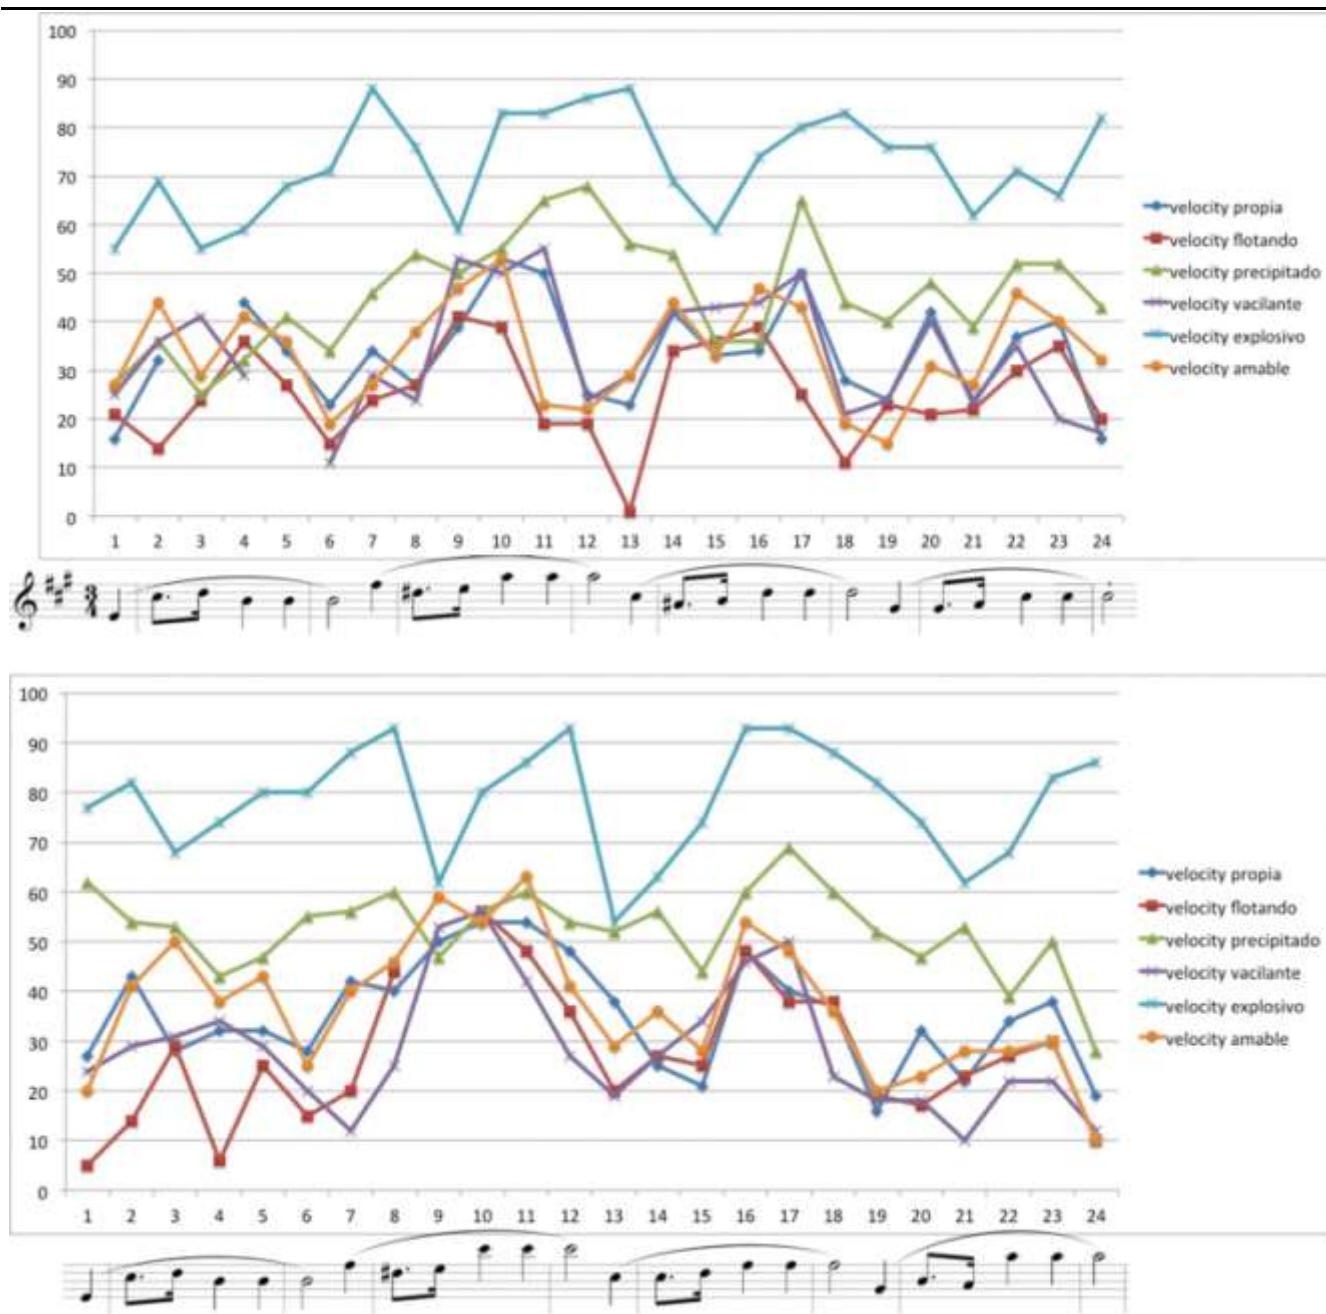 100
90
80
70
60
50
40
30
20
10
0
1 2 3 4 5 6 7 8 9 10 11 12 13 14 15 16 17 18 19 20 21 22 23 24
velocity propia
velocity flotando
velocity precipitado
velocity vacilante
velocity explosivo
velocity amable
3
4
100
90
80
70
60
50
40
30
20
10
0
1 2 3 4 5 6 7 8 9 10 11 12 13 14 15 16 17 18 19 20 21 22 23 24
velocity propia
velocity flotando
velocity precipitado
velocity vacilante
velocity explosivo
velocity amable